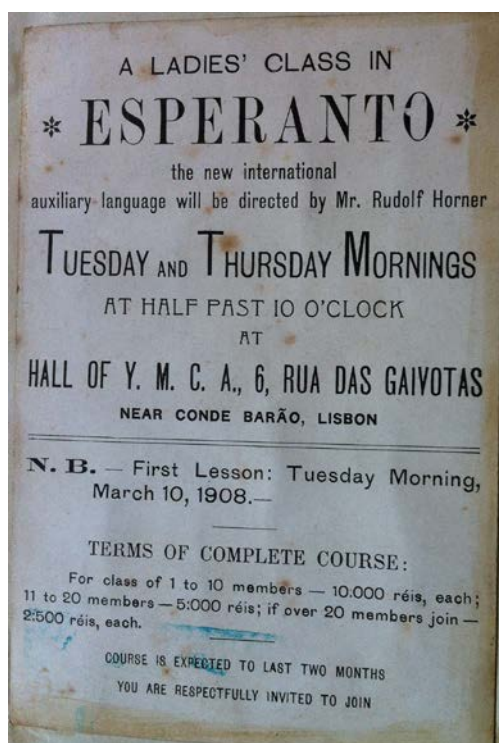 A LADIES' CLASS IN
* ESPERANTO *
the new international
auxiliary language will be directed by Mr. Rudolf Horner
TUESDAY AND THURSDAY MORNINGS
AT HALF PAST 10 O'CLOCK
AT
HALL OF Y. M. C. A., 6, RUA DAS GAIVOTAS
NEAR CONDE BARÃO, LISBON
N. B. — First Lesson: Tuesday Morning,
March 10, 1908.—
TERMS OF COMPLETE COURSE:
For class of 1 to 10 members — 10:000 réis, each;
11 to 20 members — 5:000 réis; if over 20 members join —
2:500 réis, each.
COURSE IS EXPECTED TO LAST TWO MONTHS
YOU ARE RESPECTFULLY INVITED TO JOIN